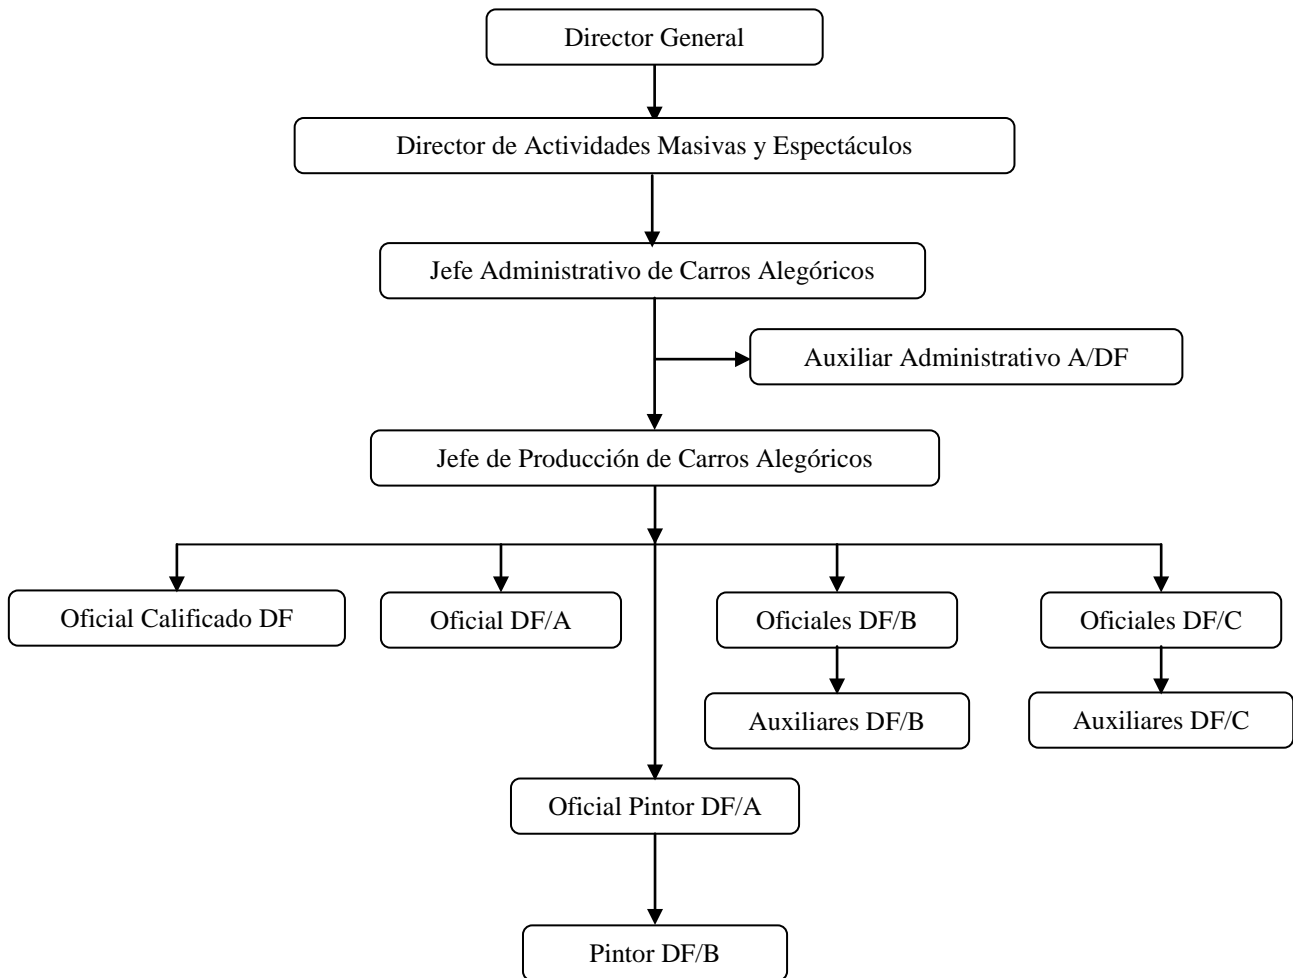 Director General
Director de Actividades Masivas y Espectáculos
Jefe Administrativo de Carros Alegóricos
Auxiliar Administrativo A/DF
Jefe de Producción de Carros Alegóricos
Oficial Calificado DF
Oficial DF/A
Oficiales DF/B
Oficiales DF/C
Auxiliares DF/B
Auxiliares DF/C
Oficial Pintor DF/A
Pintor DF/B